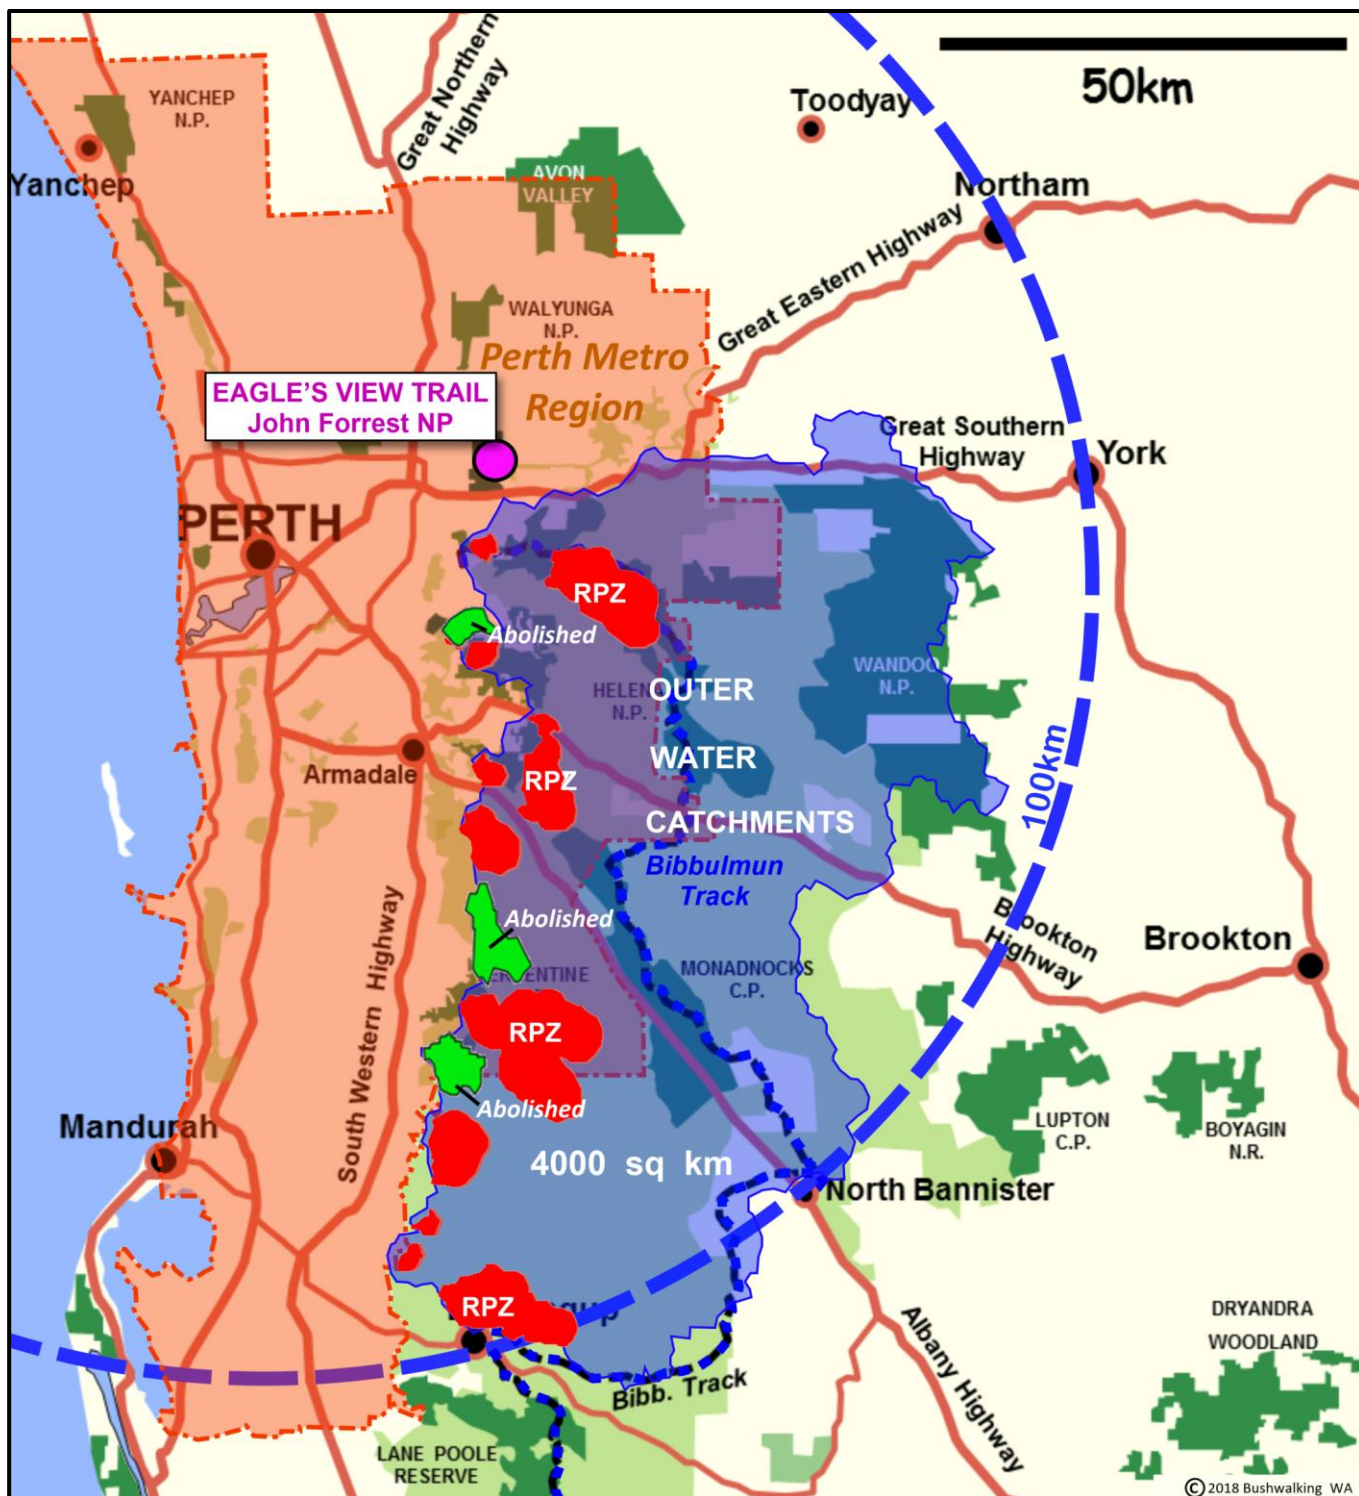 50km
Great Northern
Highway
Toodyay
YANCHEP
N.P.
Yanchep
AVON
VALLEY
Northam
Great Eastern Highway
WALYUNGA
N.P.
Perth Metro
Region
EAGLE'S VIEW TRAIL
John Forrest NP
Great Southern
Highway
York
PERTH
RPZ
Abolished
WANDOO
N.P.
HELENA
N.P.
OUTER
WATER
CATCHMENTS
Armadale
RPZ
100km
Bibbulmun
Track
Abolished
South Western Highway
Brookton
Highway
Brookton
MONADNOCKS
C.P.
RPZ
Abolished
Mandurah
LUPTON
C.P.
BOYAGIN
N.R.
4000 sq km
North Bannister
RPZ
Bibb. Track
Albany Highway
DRYANDRA
WOODLAND
LANE POOLE
RESERVE
© 2018 Bushwalking WA